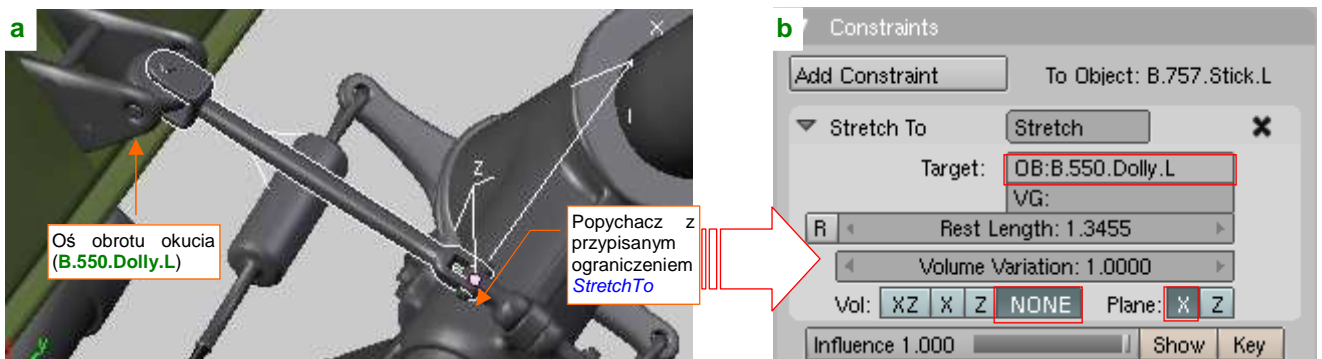 a
Z
Oś obrotu okucia
(B.550.Dolly.L)
Popychacz z
przypisanym
ograniczeniem
StretchTo
b
Constraints
Add Constraint
To Object: B.757.Stick.L
Stretch To
Stretch
Target:
OB:B.550.Dolly.L
VG:
R
Rest Length: 1.3455
Volume Variation: 1.0000
Vol: XZ X Z NONE Plane: X Z
Influence 1.000
Show Key